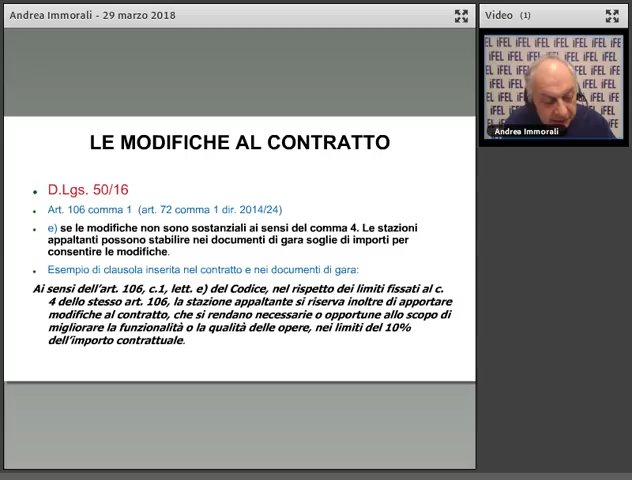 Andrea Immorali - 29 marzo 2018
Video (1)
LE MODIFICHE AL CONTRATTO
D.Lgs. 50/16
Art. 106 comma 1 (art. 72 comma 1 dir. 2014/24)
e) se le modifiche non sono sostanziali ai sensi del comma 4. Le stazioni
appaltanti possono stabilire nei documenti di gara soglie di importi per
consentire le modifiche.
Esempio di clausola inserita nel contratto e nei documenti di gara:
Ai sensi dell'art. 106, c.1, lett. e) del Codice, nel rispetto dei limiti fissati al c.
4 dello stesso art. 106, la stazione appaltante si riserva inoltre di apportare
modifiche al contratto, che si rendano necessarie o opportune allo scopo di
migliorare la funzionalità o la qualità delle opere, nei limiti del 10%
dell'importo contrattuale.
iFEL iFEL iFEL iFEL iFEL
Andrea Immorali